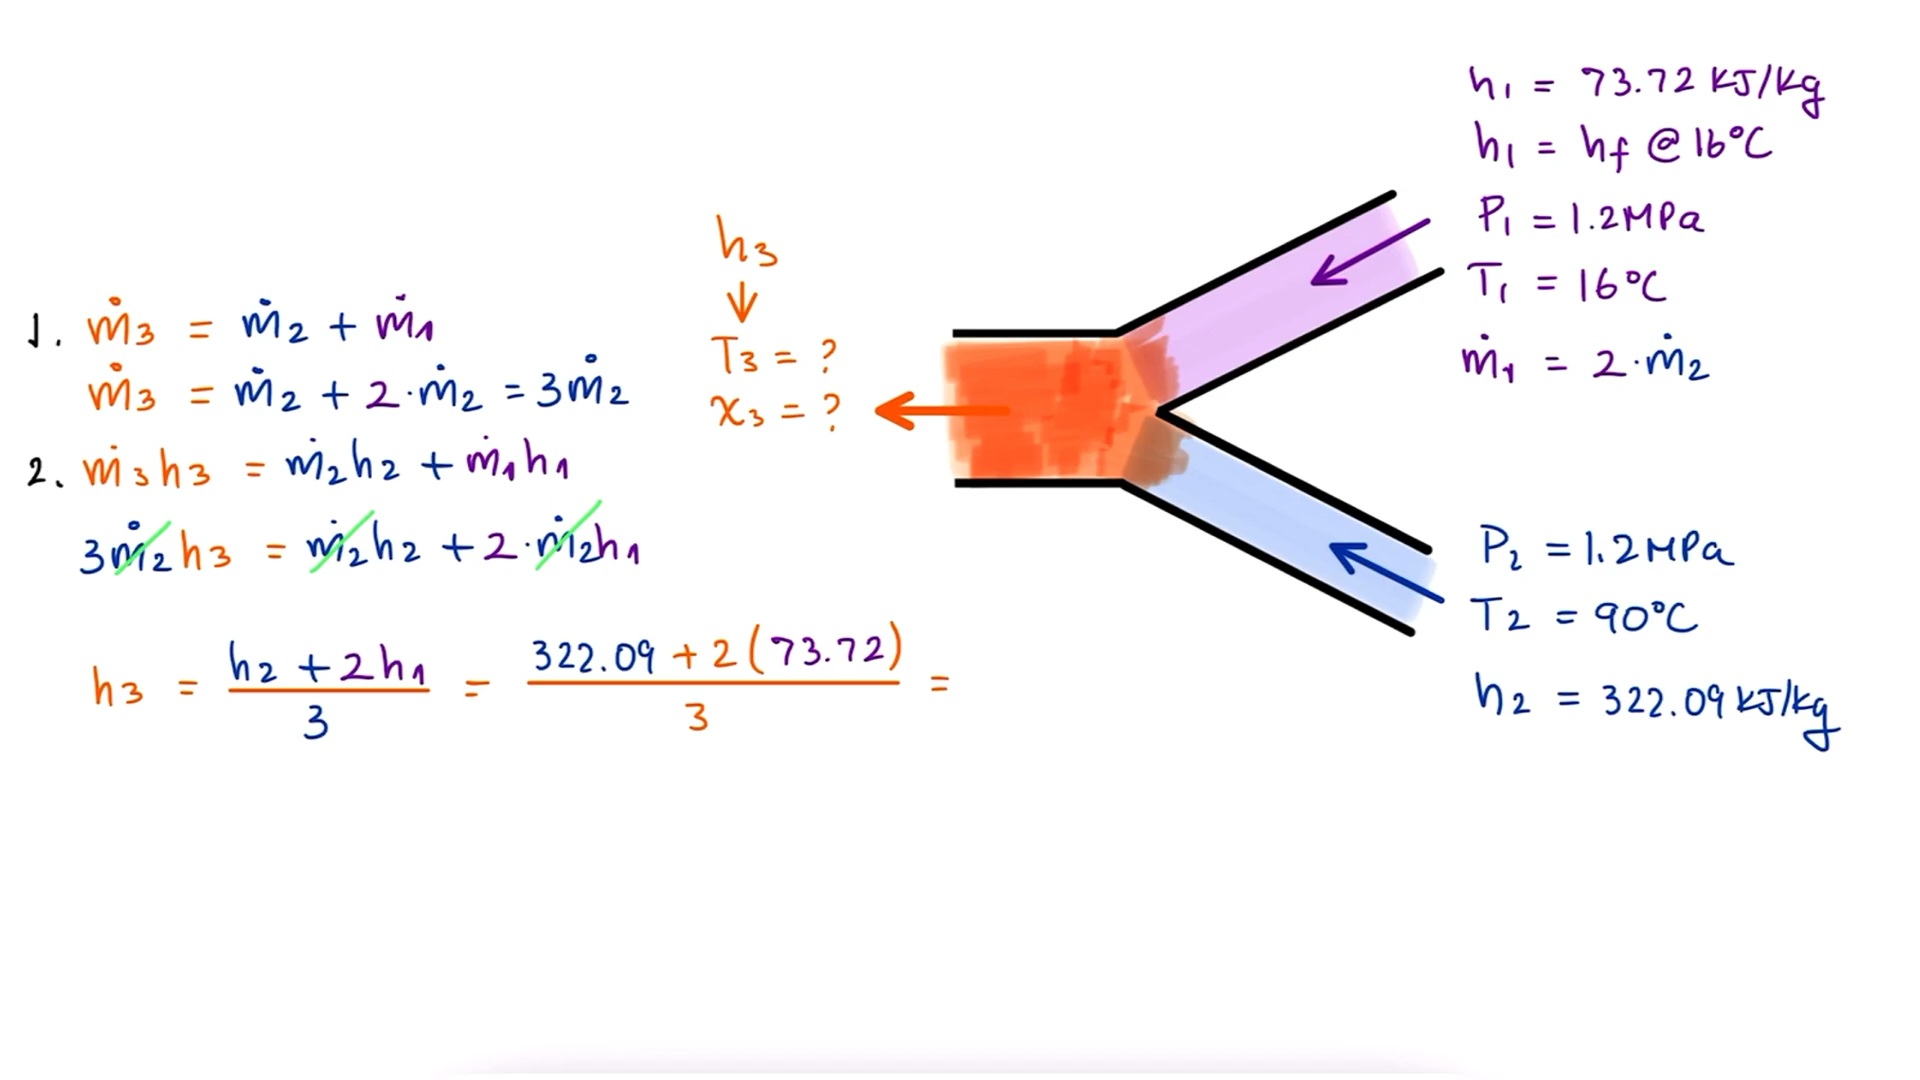 1. ṁ3 = ṁ2 + ṁ1
ṁ3 = ṁ2 + 2·ṁ2 = 3ṁ2
2. ṁ3h3 = ṁ2h2 + ṁ1h1
3ṁ2h3 = ṁ2h2 + 2·ṁ2h1
h3 = h2 + 2h1 / 3 = 322.09 + 2(73.72) / 3 =
h3
↓
T3 = ?
x3 = ?
h1 = 73.72 KJ/Kg
h1 = hf @ 16°C
P1 = 1.2MPa
T1 = 16°C
ṁ1 = 2·ṁ2
P2 = 1.2MPa
T2 = 90°C
h2 = 322.09 KJ/Kg